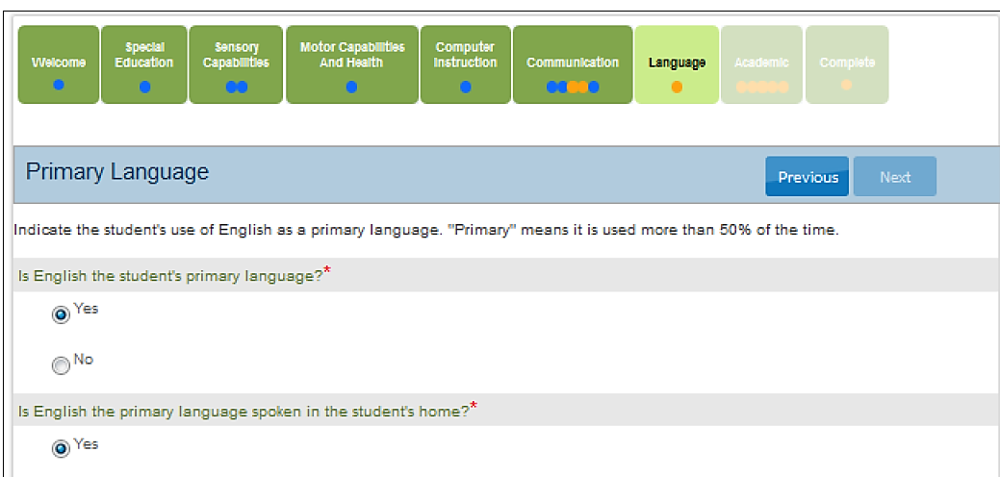 Welcome
Special
Education
Sensory
Capabilities
Motor Capabilities
And Health
Computer
Instruction
Communication
Language
Academic
Complete
Primary Language
Previous
Next
Indicate the student's use of English as a primary language. "Primary" means it is used more than 50% of the time.
Is English the student's primary language?*
Yes
No
Is English the primary language spoken in the student's home?*
Yes